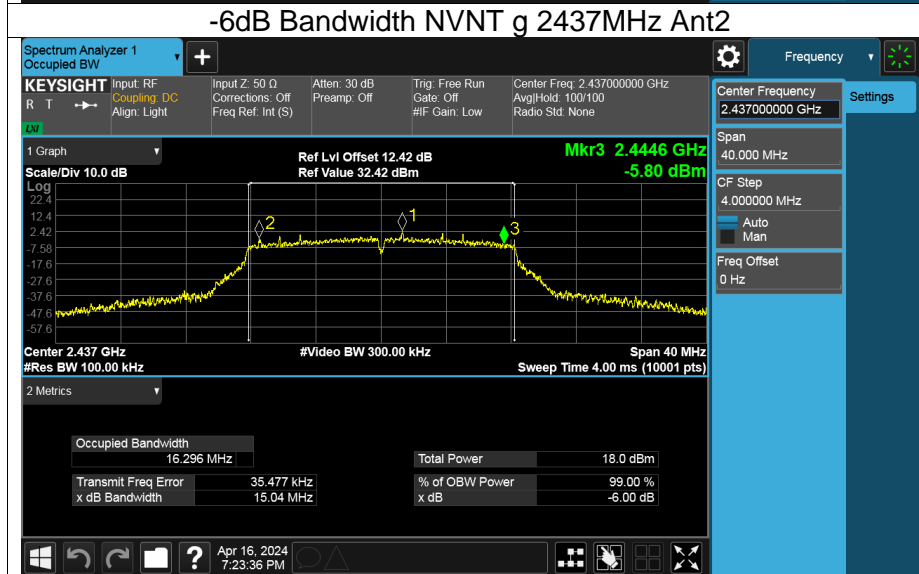 -6dB Bandwidth NVNT g 2437MHz Ant2
Spectrum Analyzer 1
Occupied BW
+
Frequency
KEYSIGHT
R T
LXI
Input: RF
Coupling: DC
Align: Light
Input Z: 50 Ω
Corrections: Off
Freq Ref: Int (S)
Atten: 30 dB
Preamp: Off
Trig: Free Run
Gate: Off
#IF Gain: Low
Center Freq: 2.437000000 GHz
Avg|Hold: 100/100
Radio Std: None
Center Frequency
2.437000000 GHz
Settings
Span
40.000 MHz
CF Step
4.000000 MHz
Auto
Man
Freq Offset
0 Hz
1 Graph
Scale/Div 10.0 dB
Ref Lvl Offset 12.42 dB
Ref Value 32.42 dBm
Mkr3 2.4446 GHz
-5.80 dBm
Log
22.4
12.4
2.42
-7.58
-17.6
-27.6
-37.6
-47.6
-57.6
2
1
3
Center 2.437 GHz
#Res BW 100.00 kHz
#Video BW 300.00 kHz
Span 40 MHz
Sweep Time 4.00 ms (10001 pts)
2 Metrics
Occupied Bandwidth
16.296 MHz
Transmit Freq Error 35.477 kHz
x dB Bandwidth 15.04 MHz
Total Power 18.0 dBm
% of OBW Power 99.00 %
x dB -6.00 dB
?
Apr 16, 2024
7:23:36 PM